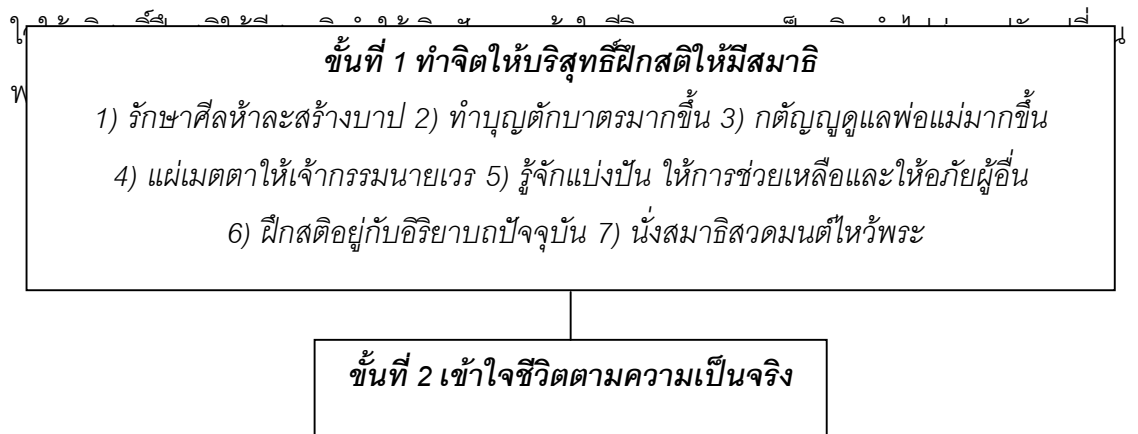 ขั้นที่ 1 ทำจิตให้บริสุทธิ์ฝึกสติให้มีสมาธิ
1) รักษาศีลห้าละสร้างบาป 2) ทำบุญตักบาตรมากขึ้น 3) กตัญญูดูแลพ่อแม่มากขึ้น
4) แผ่เมตตาให้เจ้ากรรมนายเวร 5) รู้จักแบ่งปัน ให้การช่วยเหลือและให้อภัยผู้อื่น
6) ฝึกสติอยู่กับอิริยาบถปัจจุบัน 7) นั่งสมาธิสวดมนต์ไหว้พระ
ขั้นที่ 2 เข้าใจชีวิตตามความเป็นจริง